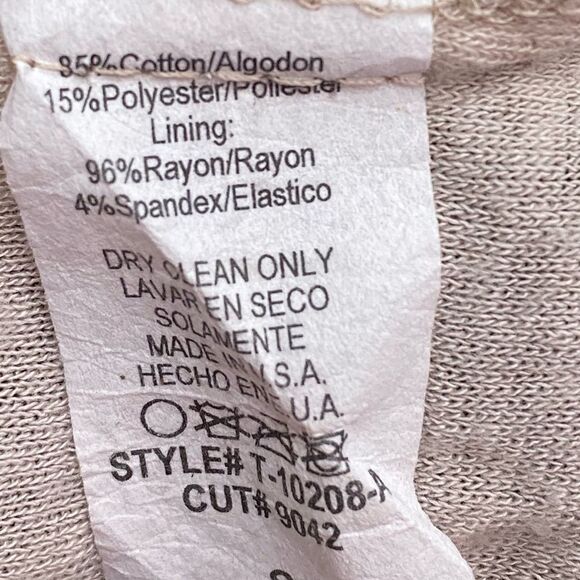 85% Cotton/Algodon
15%Polyester/Poliester
Lining:
96%Rayon/Rayon
4%Spandex/Elastico
DRY CLEAN ONLY
LAVAR EN SECO
SOLAMENTE
MADE IN U.S.A.
HECHO EN E.U.A.
STYLE# T-10208-A
CUT# 9042